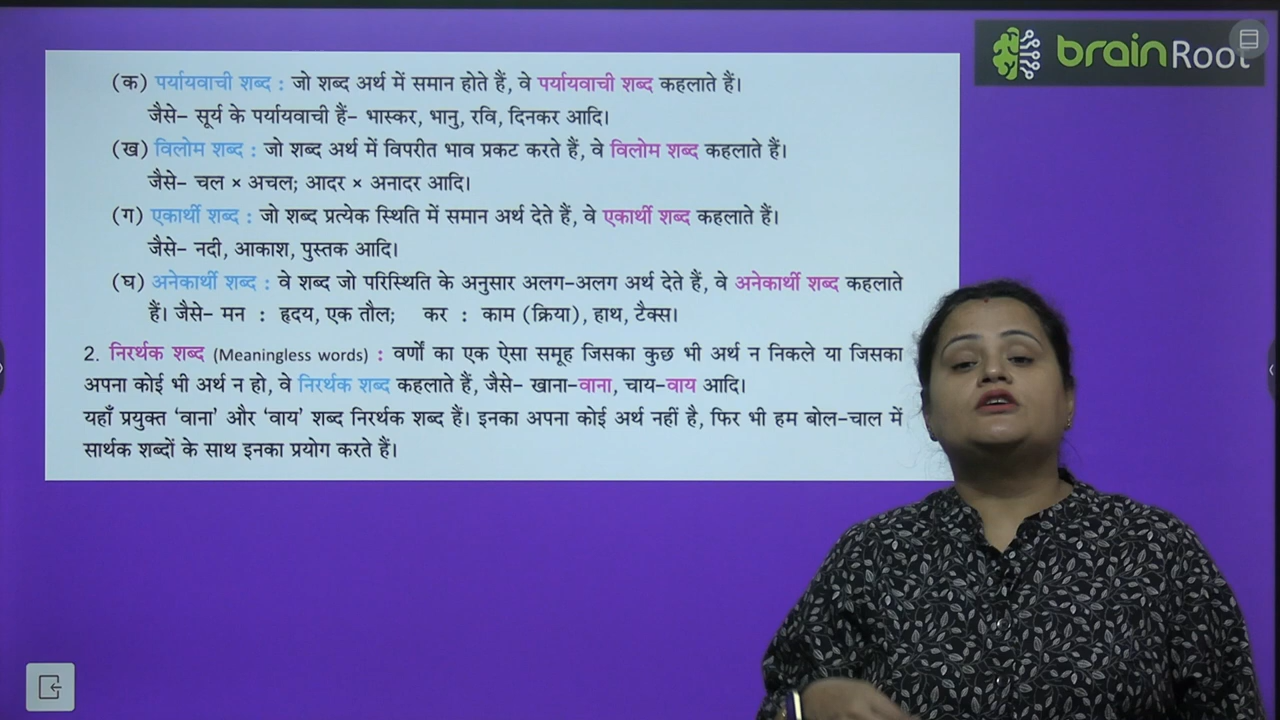 brainRoot
(क) पर्यायवाची शब्द : जो शब्द अर्थ में समान होते हैं, वे पर्यायवाची शब्द कहलाते हैं।
जैसे– सूर्य के पर्यायवाची हैं– भास्कर, भानु, रवि, दिनकर आदि।
(ख) विलोम शब्द : जो शब्द अर्थ में विपरीत भाव प्रकट करते हैं, वे विलोम शब्द कहलाते हैं।
जैसे– चल × अचल; आदर × अनादर आदि।
(ग) एकार्थी शब्द : जो शब्द प्रत्येक स्थिति में समान अर्थ देते हैं, वे एकार्थी शब्द कहलाते हैं।
जैसे– नदी, आकाश, पुस्तक आदि।
(घ) अनेकार्थी शब्द : वे शब्द जो परिस्थिति के अनुसार अलग-अलग अर्थ देते हैं, वे अनेकार्थी शब्द कहलाते
हैं। जैसे– मन : हृदय, एक तौल; कर : काम (क्रिया), हाथ, टैक्स।
2. निरर्थक शब्द (Meaningless words) : वर्णों का एक ऐसा समूह जिसका कुछ भी अर्थ न निकले या जिसका
अपना कोई भी अर्थ न हो, वे निरर्थक शब्द कहलाते हैं, जैसे– खाना-वाना, चाय-वाय आदि।
यहाँ प्रयुक्त ‘वाना’ और ‘वाय’ शब्द निरर्थक शब्द हैं। इनका अपना कोई अर्थ नहीं है, फिर भी हम बोल-चाल में
सार्थक शब्दों के साथ इनका प्रयोग करते हैं।